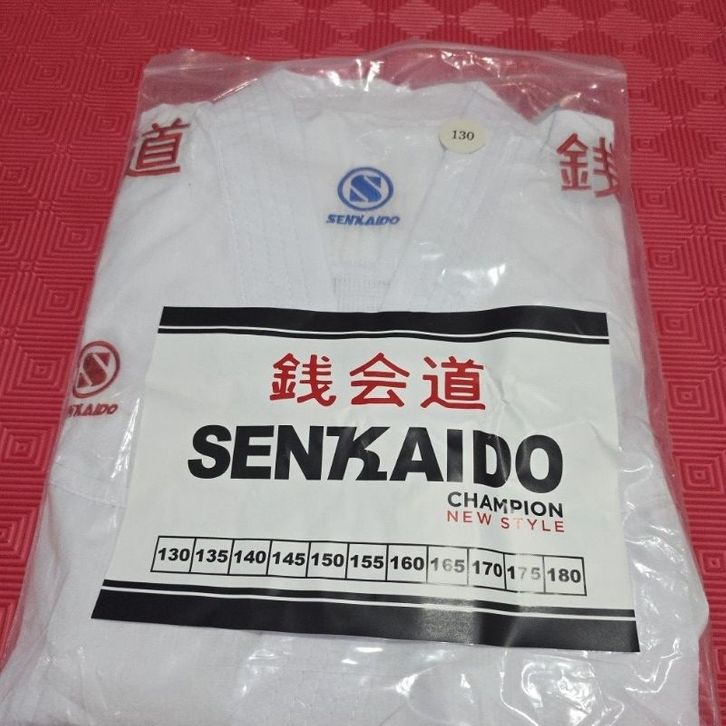 道
130
銭
SENKAIDO
SENKAIDO
銭会道
SENKAIDO
CHAMPION
NEW STYLE
130 135 140 145 150 155 160 165 170 175 180